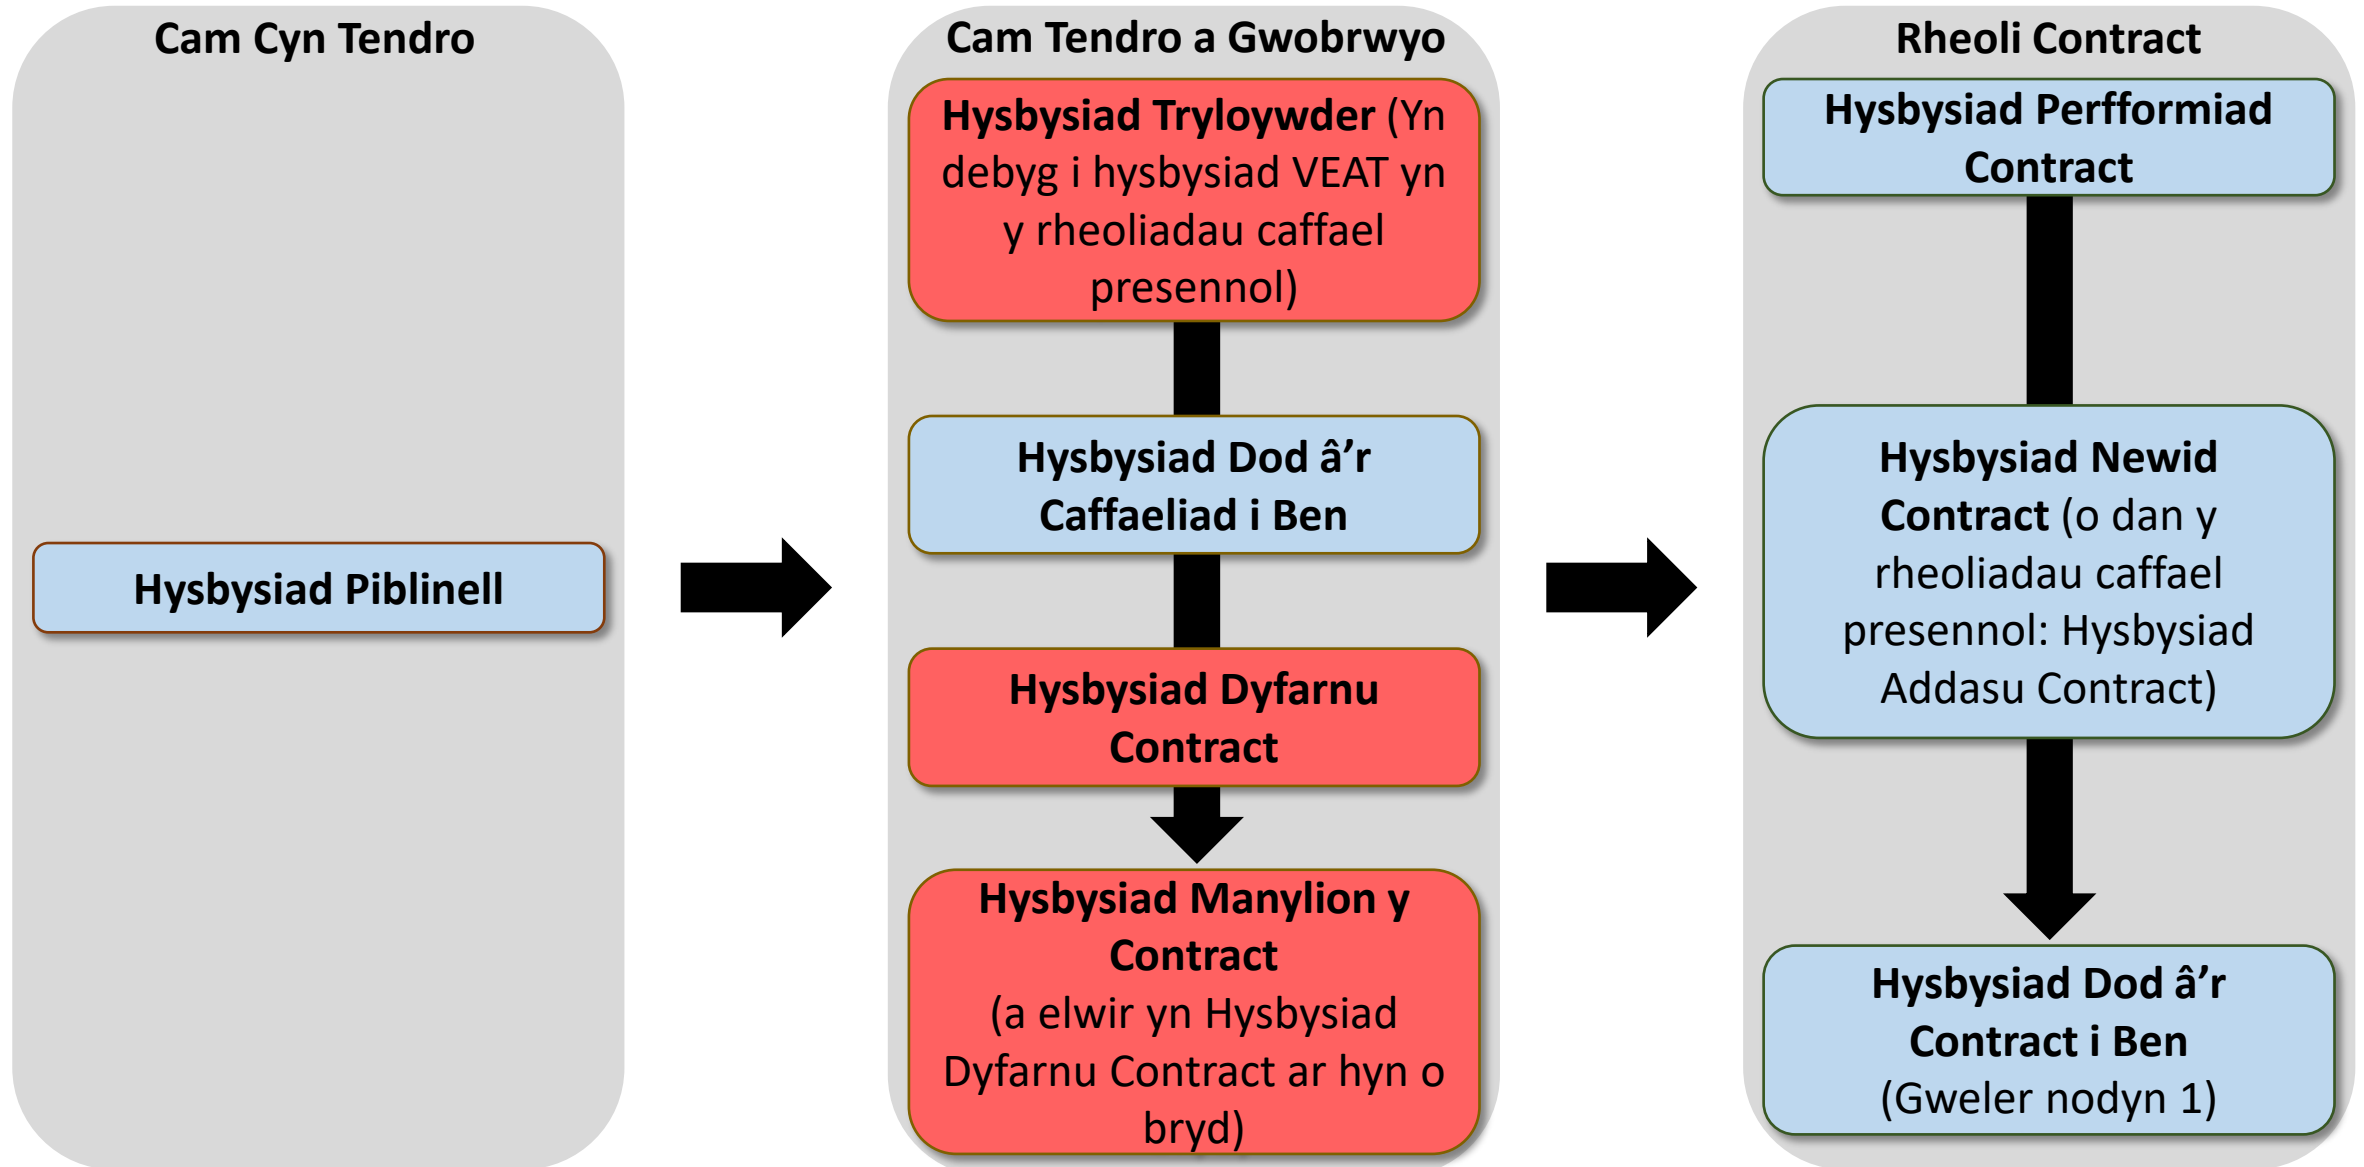 Cam Cyn Tendro
Hysbysiad Piblinell
Cam Tendro a Gwobrwyo
Hysbysiad Tryloywder (Yn
debyg i hysbysiad VEAT yn
y rheoliadau caffael
presennol)
Hysbysiad Dod â’r
Caffaeliad i Ben
Hysbysiad Dyfarnu
Contract
Hysbysiad Manylion y
Contract
(a elwir yn Hysbysiad
Dyfarnu Contract ar hyn o
bryd)
Rheoli Contract
Hysbysiad Perfformiad
Contract
Hysbysiad Newid
Contract (o dan y
rheoliadau caffael
presennol: Hysbysiad
Addasu Contract)
Hysbysiad Dod â’r
Contract i Ben
(Gweler nodyn 1)